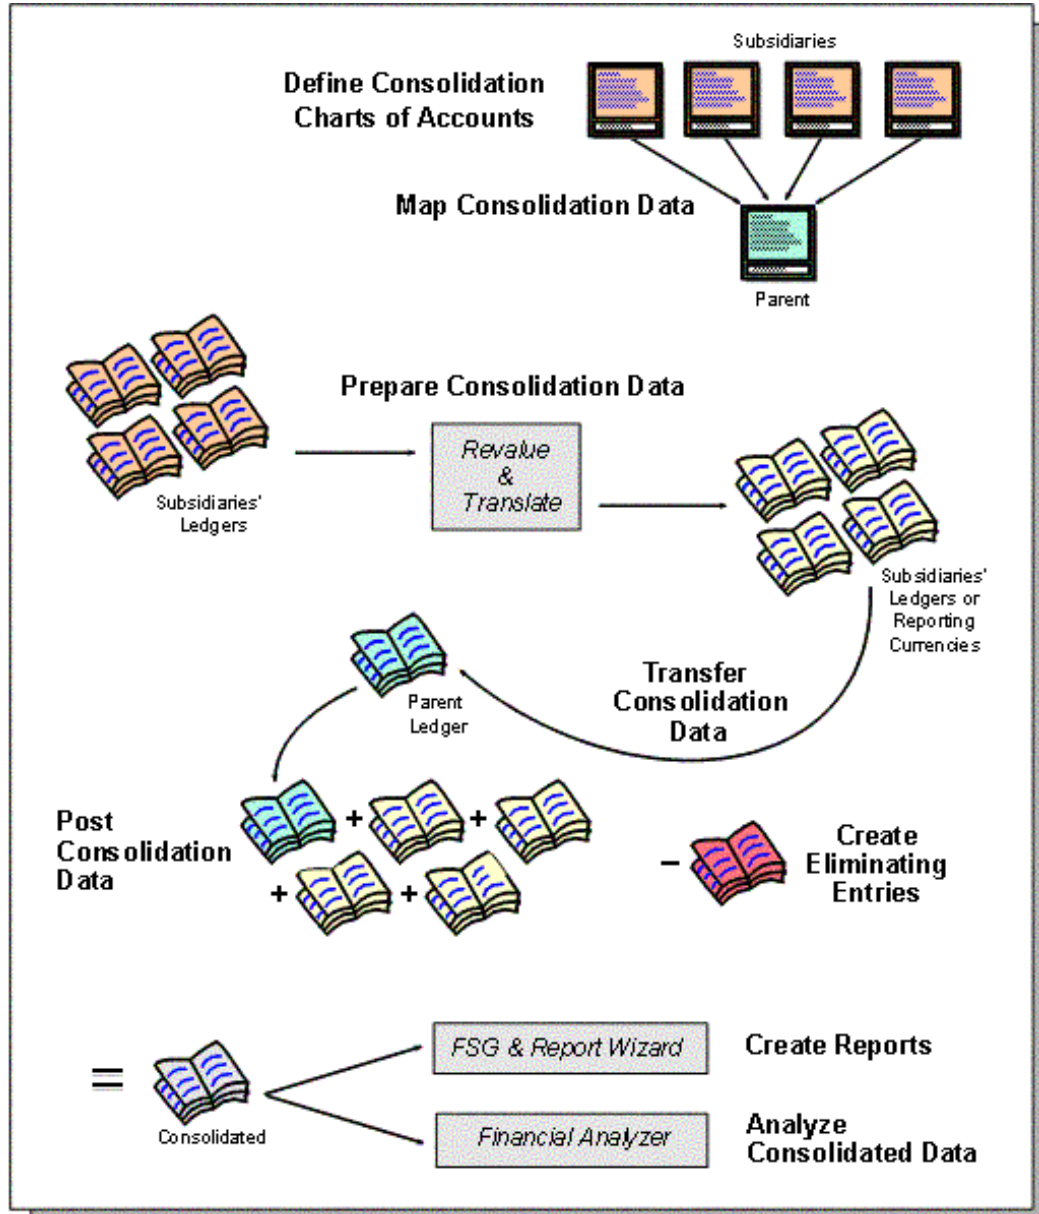 Subsidiaries
Define Consolidation
Charts of Accounts
Map Consolidation Data
Parent
Prepare Consolidation Data
Revalue
&
Translate
Subsidiaries'
Ledgers
Subsidiaries'
Ledgers or
Reporting
Currencies
Transfer
Consolidation
Data
Parent
Ledger
Post
Consolidation
Data
+
+
+
+
–
Create
Eliminating
Entries
=
Consolidated
FSG & Report Wizard
Create Reports
Financial Analyzer
Analyze
Consolidated Data